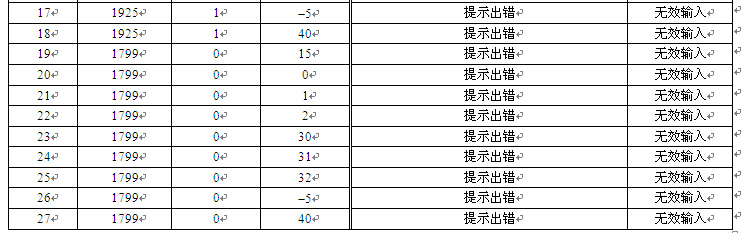 17 1925 1 –5 提示出错 无效输入
18 1925 1 40 提示出错 无效输入
19 1799 0 15 提示出错 无效输入
20 1799 0 0 提示出错 无效输入
21 1799 0 1 提示出错 无效输入
22 1799 0 2 提示出错 无效输入
23 1799 0 30 提示出错 无效输入
24 1799 0 31 提示出错 无效输入
25 1799 0 32 提示出错 无效输入
26 1799 0 –5 提示出错 无效输入
27 1799 0 40 提示出错 无效输入